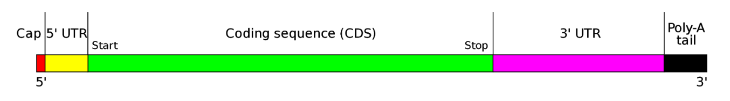 Cap 5' UTR Coding sequence (CDS) 3' UTR Poly-A
tail
Start Stop
5' 3'